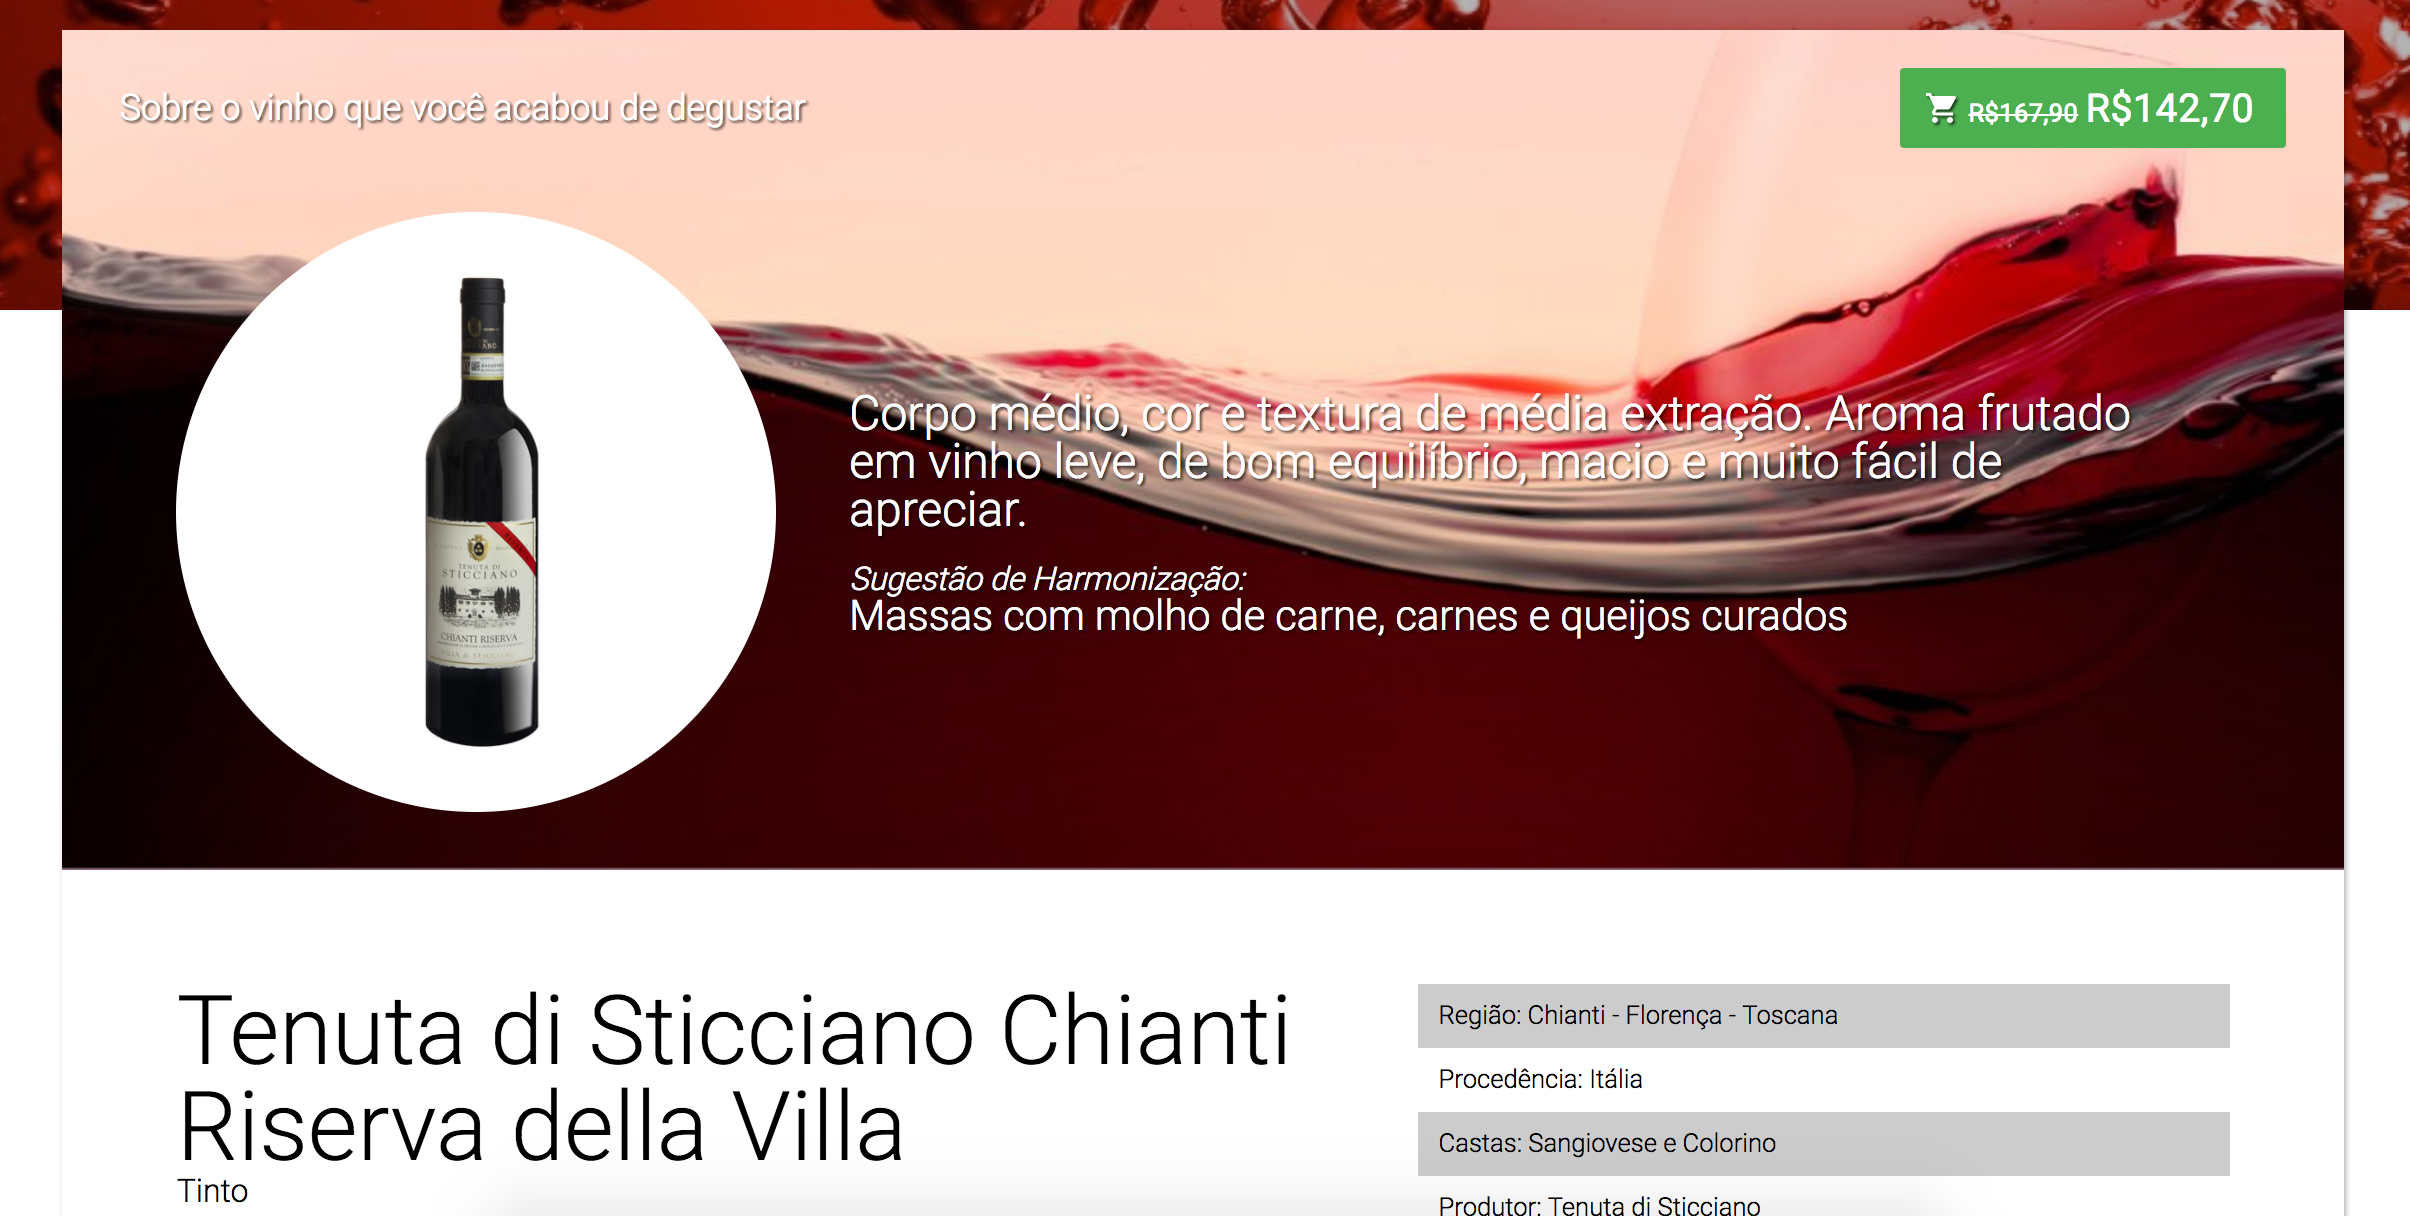 Sobre o vinho que você acabou de degustar
R$167,90 R$142,70
Corpo médio, cor e textura de média extração. Aroma frutado
em vinho leve, de bom equilíbrio, macio e muito fácil de
apreciar.
Sugestão de Harmonização:
Massas com molho de carne, carnes e queijos curados
TENUTA DI
STICCIANO
CHIANTI RISERVA
Tenuta di Sticciano Chianti
Riserva della Villa
Tinto
Região: Chianti - Florença - Toscana
Procedência: Itália
Castas: Sangiovese e Colorino
Produtor: Tenuta di Sticciano